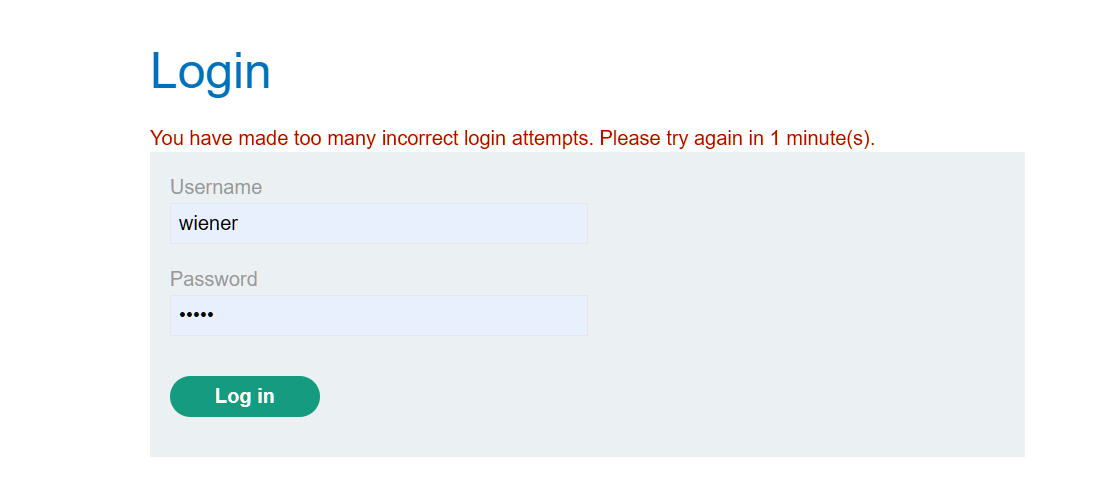 Login
You have made too many incorrect login attempts. Please try again in 1 minute(s).
Username
wiener
Password
•••••
Log in